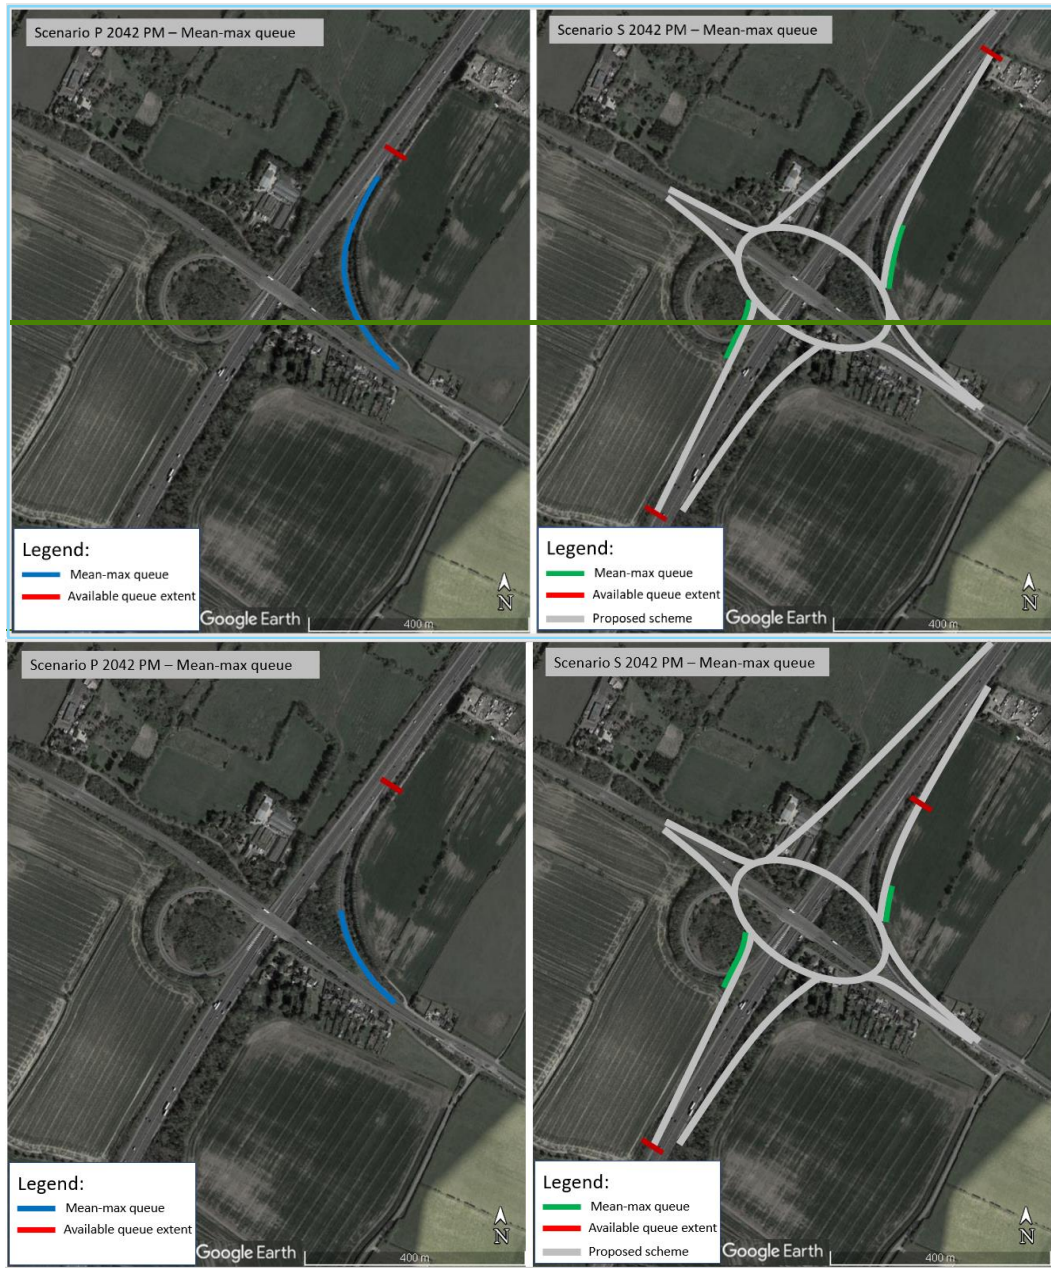 Scenario P 2042 PM – Mean-max queue
Legend:
Mean-max queue
Available queue extent
Google Earth
N
400 m
Scenario S 2042 PM – Mean-max queue
Legend:
Mean-max queue
Available queue extent
Proposed scheme
Google Earth
N
400 m
Scenario P 2042 PM – Mean-max queue
Legend:
Mean-max queue
Available queue extent
Google Earth
N
400 m
Scenario S 2042 PM – Mean-max queue
Legend:
Mean-max queue
Available queue extent
Proposed scheme
Google Earth
N
400 m